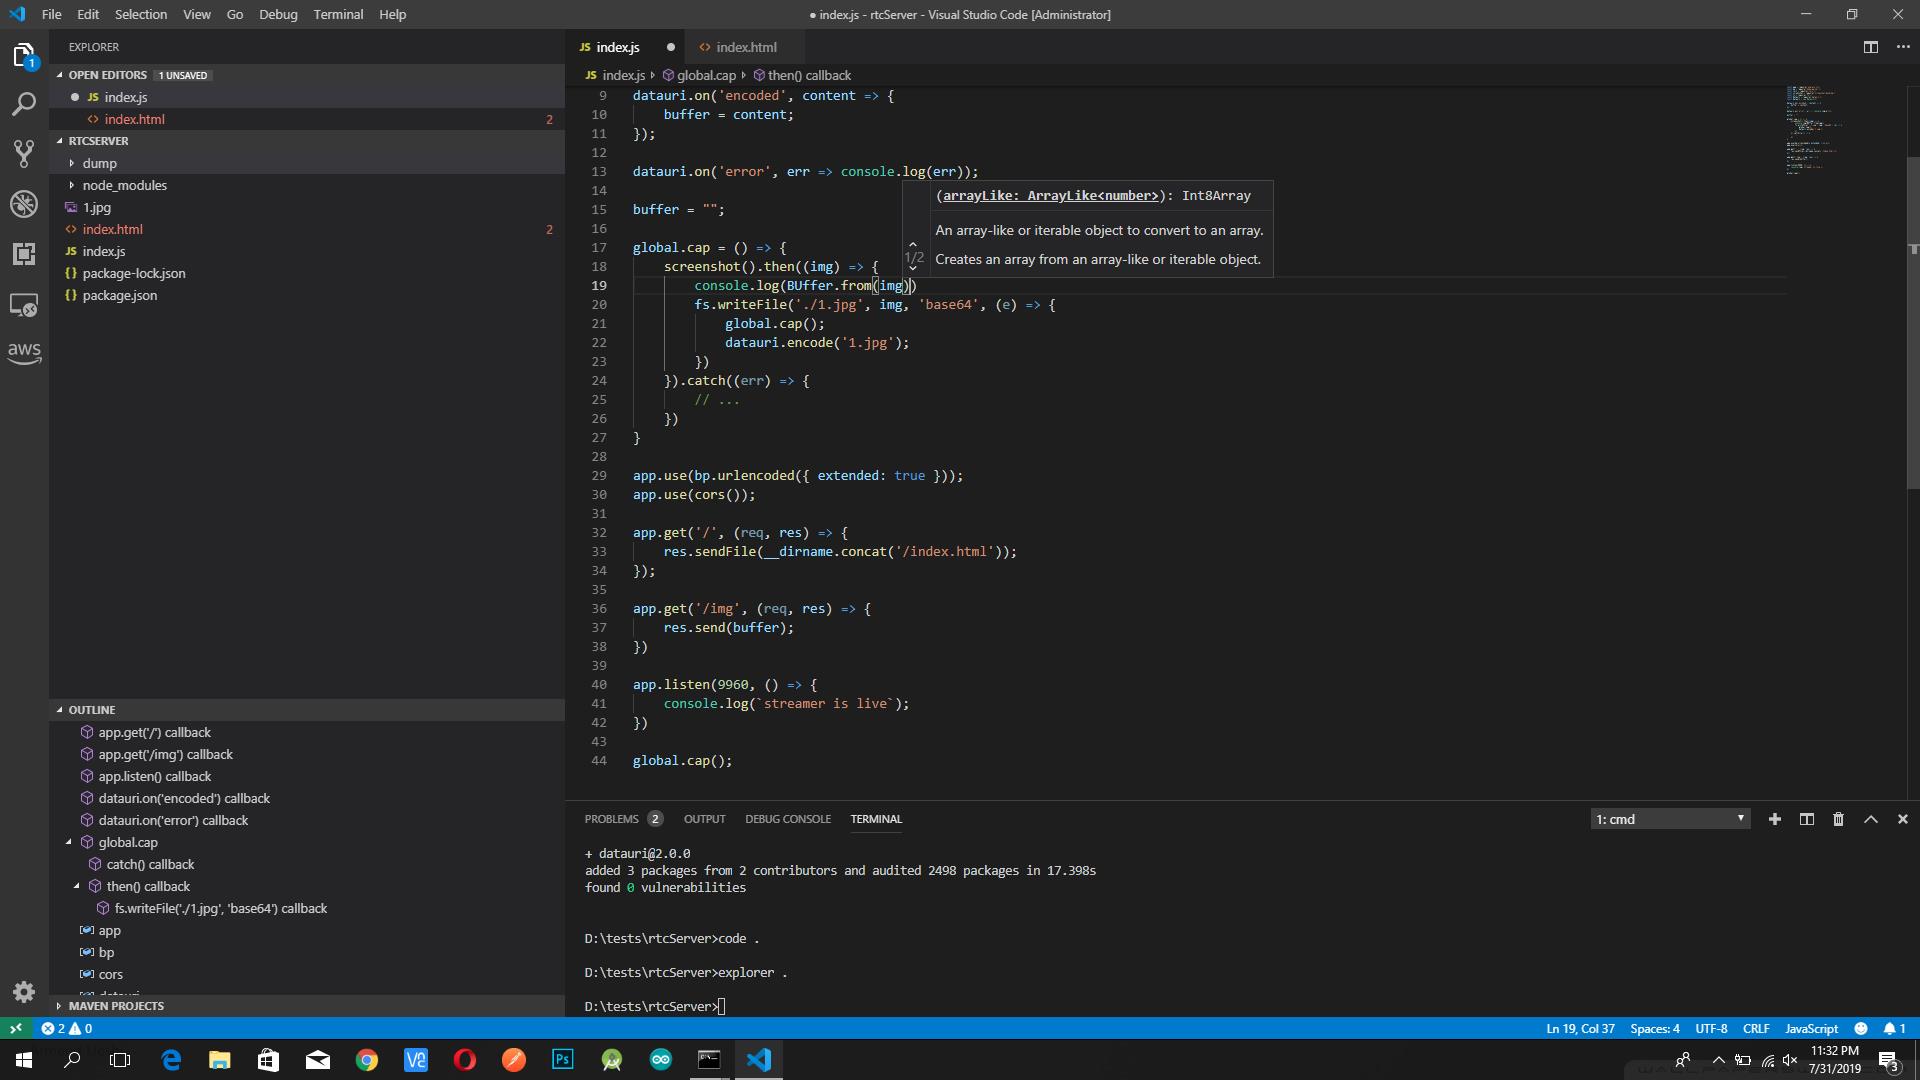 File Edit Selection View Go Debug Terminal Help
● index.js - rtcServer - Visual Studio Code [Administrator]
EXPLORER
1
OPEN EDITORS 1 UNSAVED
● JS index.js
<> index.html 2
RTCSERVER
dump
node_modules
1.jpg
<> index.html 2
JS index.js
{} package-lock.json
{} package.json
aws
OUTLINE
app.get('/') callback
app.get('/img') callback
app.listen() callback
datauri.on('encoded') callback
datauri.on('error') callback
global.cap
catch() callback
then() callback
fs.writeFile('./1.jpg', 'base64') callback
app
bp
cors
MAVEN PROJECTS
JS index.js ● <> index.html
JS index.js global.cap then() callback
9 datauri.on('encoded', content => {
10 buffer = content;
11 });
12
13 datauri.on('error', err => console.log(err));
14
15 buffer = "";
16
17 global.cap = () => {
18 screenshot().then((img) => {
19 console.log(BUffer.from(img))
20 fs.writeFile('./1.jpg', img, 'base64', (e) => {
21 global.cap();
22 datauri.encode('1.jpg');
23 })
24 }).catch((err) => {
25 // ...
26 })
27 }
28
29 app.use(bp.urlencoded({ extended: true }));
30 app.use(cors());
31
32 app.get('/', (req, res) => {
33 res.sendFile(__dirname.concat('/index.html'));
34 });
35
36 app.get('/img', (req, res) => {
37 res.send(buffer);
38 })
39
40 app.listen(9960, () => {
41 console.log(`streamer is live`);
42 })
43
44 global.cap();
(arrayLike: ArrayLike<number>): Int8Array
An array-like or iterable object to convert to an array.
1/2
Creates an array from an array-like or iterable object.
PROBLEMS 2 OUTPUT DEBUG CONSOLE TERMINAL 1: cmd
+ datauri@2.0.0
added 3 packages from 2 contributors and audited 2498 packages in 17.398s
found 0 vulnerabilities
D:\tests\rtcServer>code .
D:\tests\rtcServer>explorer .
D:\tests\rtcServer>
2 0 Ln 19, Col 37 Spaces: 4 UTF-8 CRLF JavaScript 1
Ps
11:32 PM
7/31/2019
3